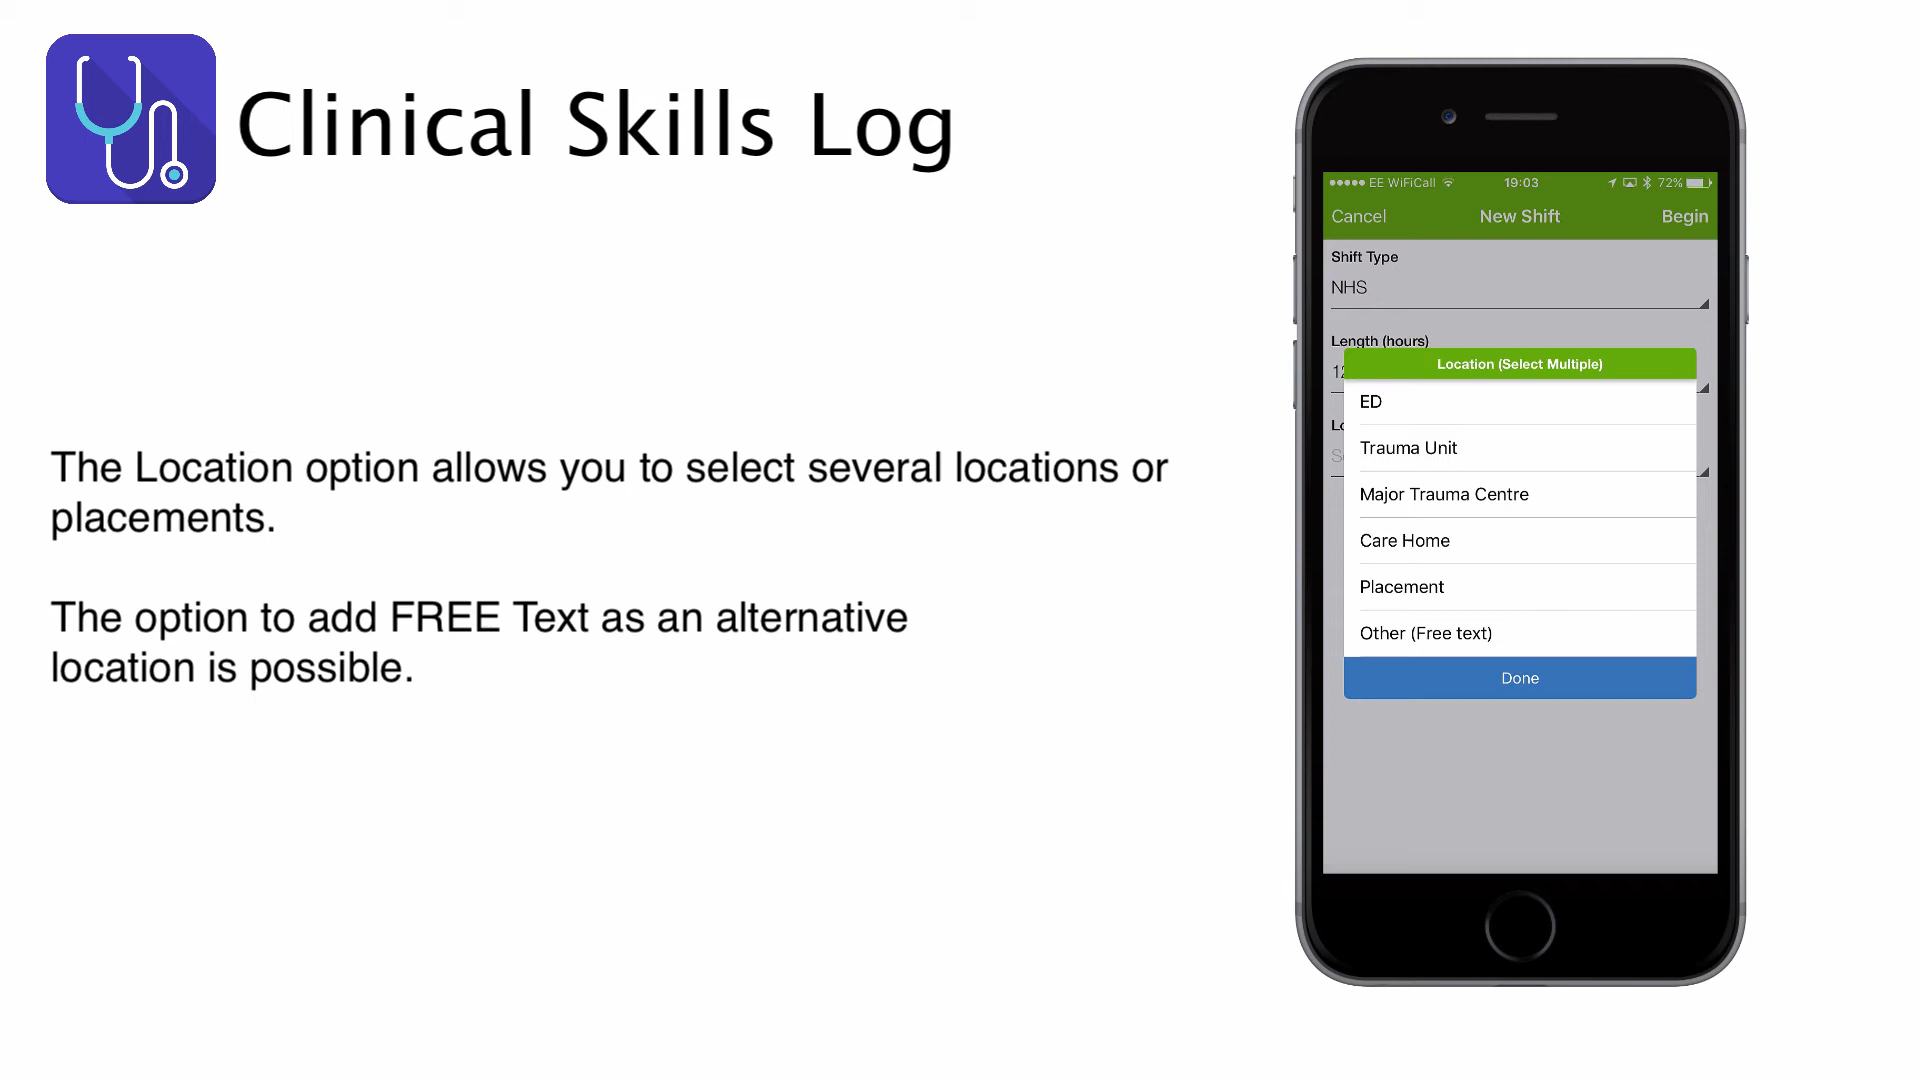 Clinical Skills Log
The Location option allows you to select several locations or
placements.
The option to add FREE Text as an alternative
location is possible.
EE WiFiCall 19:03 72%
Cancel New Shift Begin
Shift Type
NHS
Length (hours)
12
Location (Select Multiple)
ED
Lo
Trauma Unit
S
Major Trauma Centre
Care Home
Placement
Other (Free text)
Done